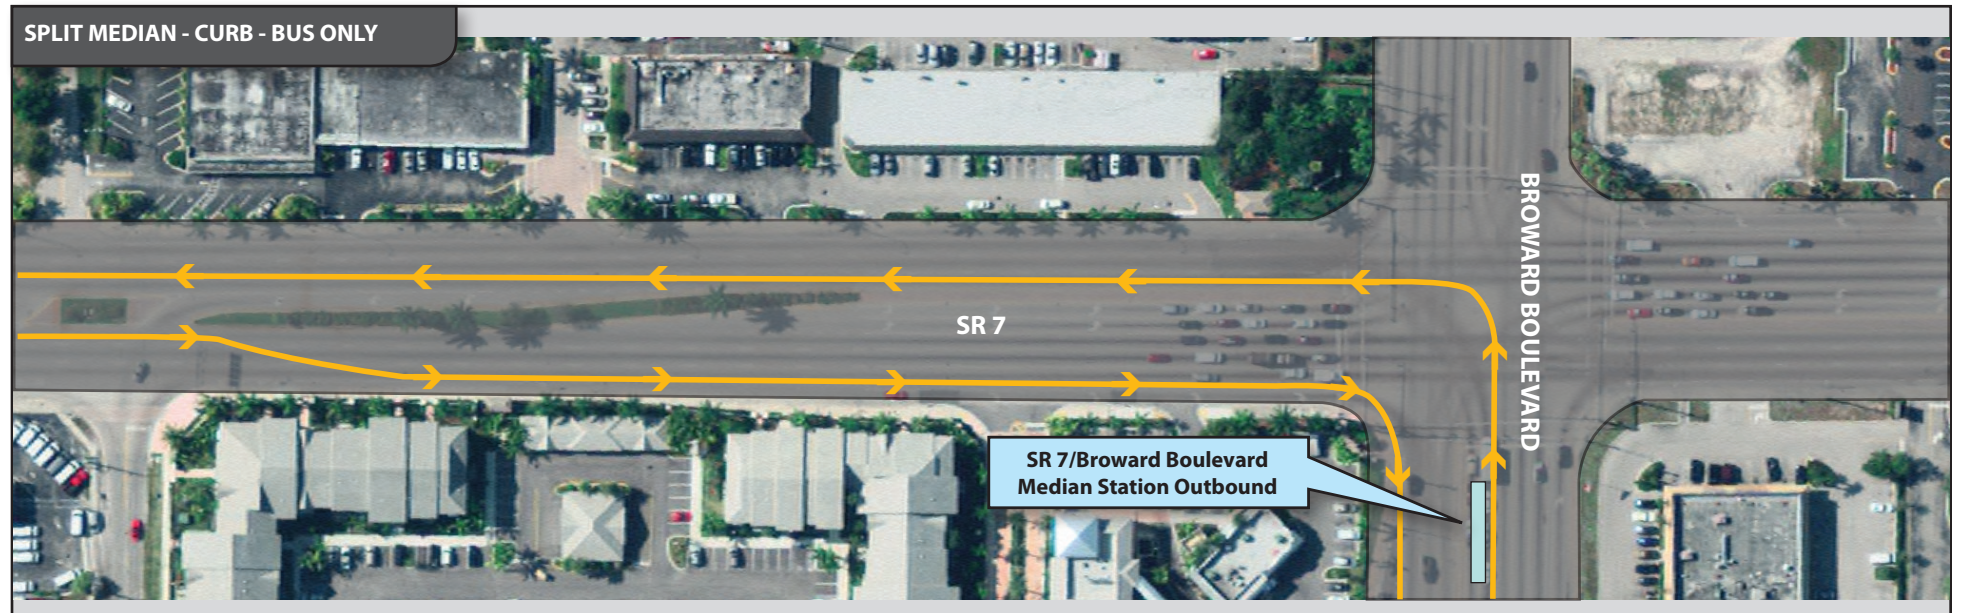 SPLIT MEDIAN - CURB - BUS ONLY
BROWARD BOULEVARD
SR 7
SR 7/Broward Boulevard
Median Station Outbound